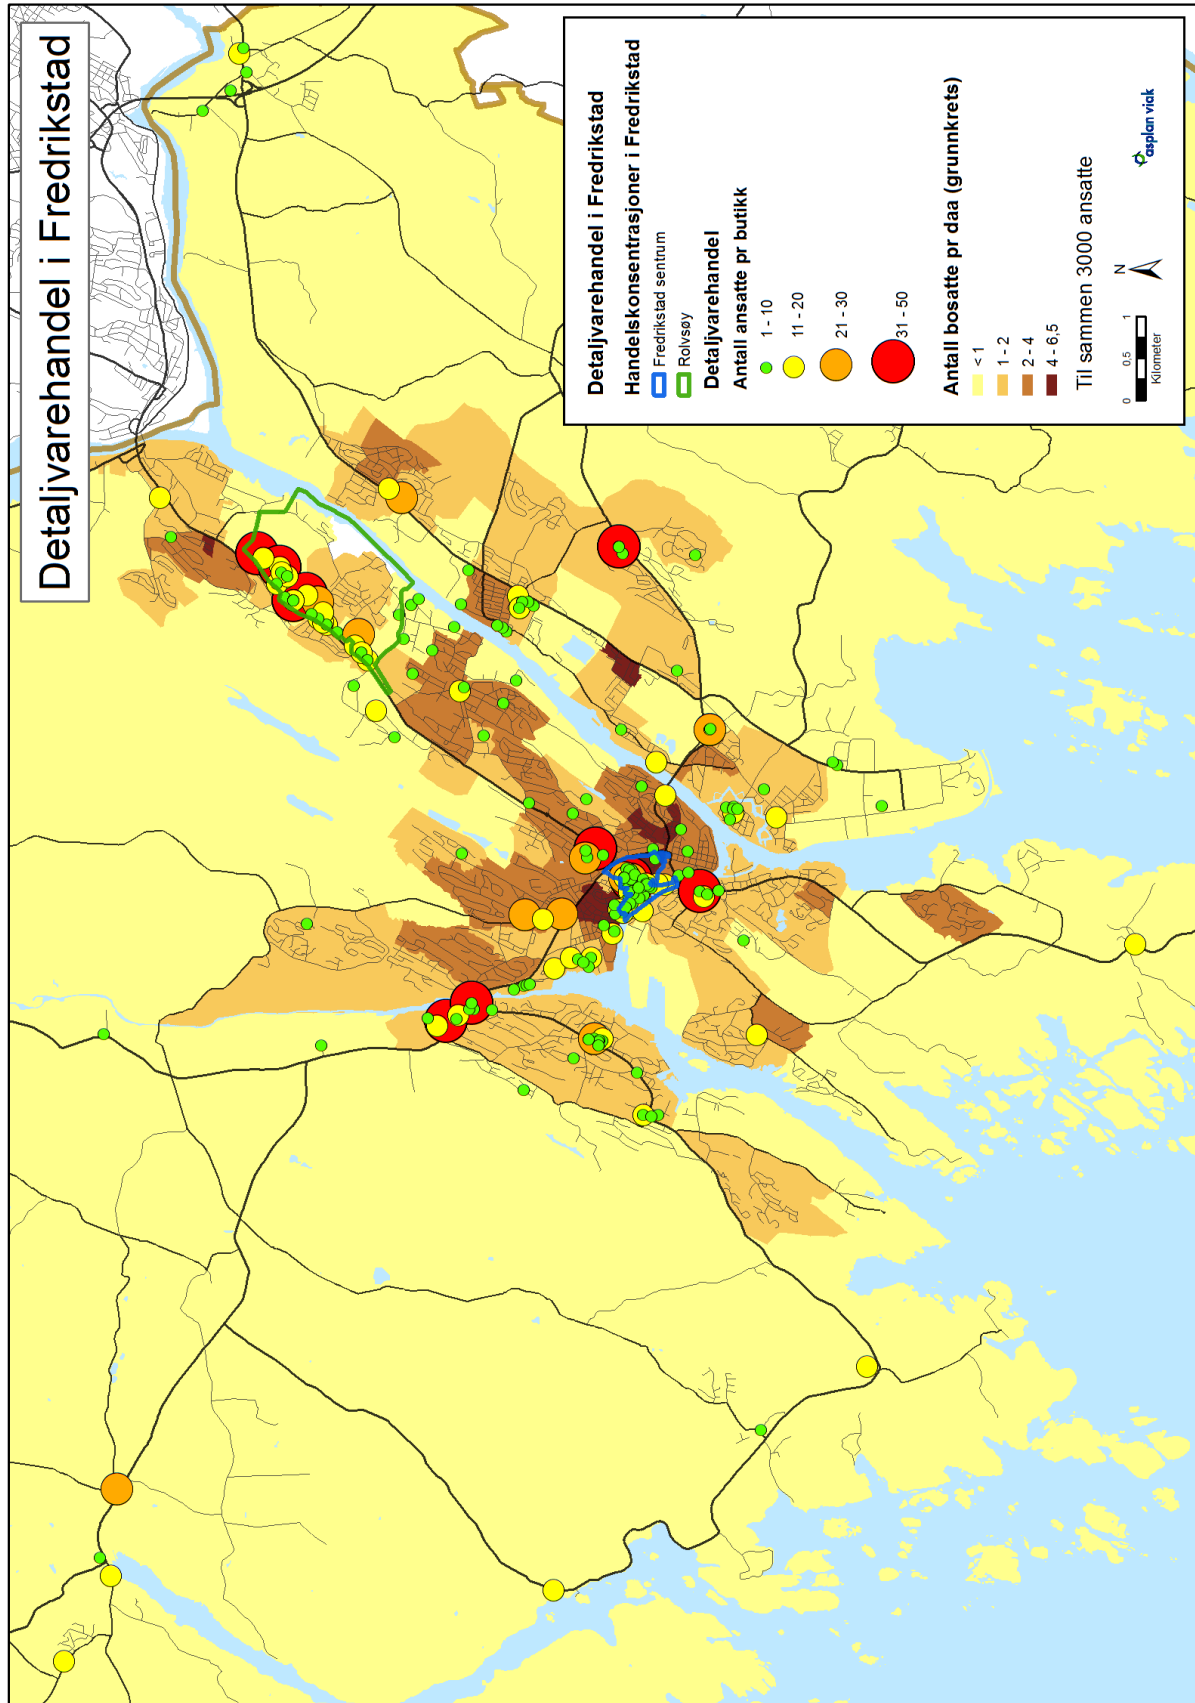 Detaljvarehandel i Fredrikstad
Detaljvarehandel i Fredrikstad
Handelskonsentrasjoner i Fredrikstad
Fredrikstad sentrum
Rolvsøy
Detaljvarehandel
Antall ansatte pr butikk
1 - 10
11 - 20
21 - 30
31 - 50
Antall bosatte pr daa (grunnkrets)
< 1
1 - 2
2 - 4
4 - 6,5
Til sammen 3000 ansatte
N
0 0,5 1
Kilometer
asplan viak